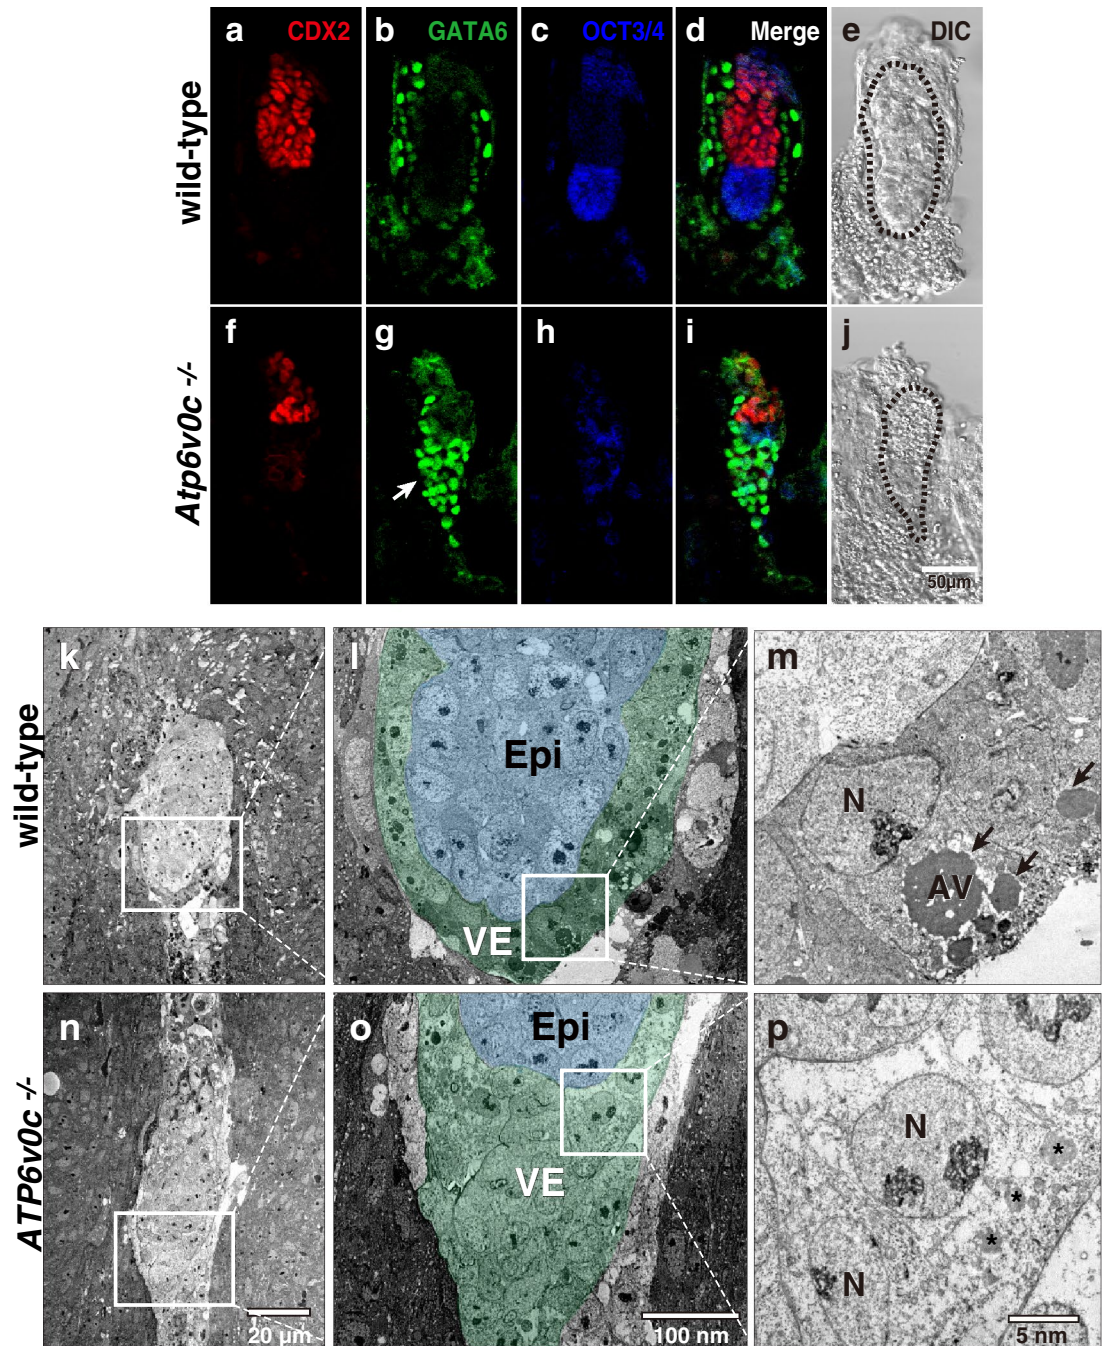 a CDX2 b GATA6 c OCT3/4 d Merge e DIC
wild-type
f g h i j
Atp6v0c -/-
50μm
k l m
wild-type
Epi
VE
N
AV
n o p
ATP6v0c -/-
Epi
VE
N
*
*
*
N
20 μm 100 nm 5 nm